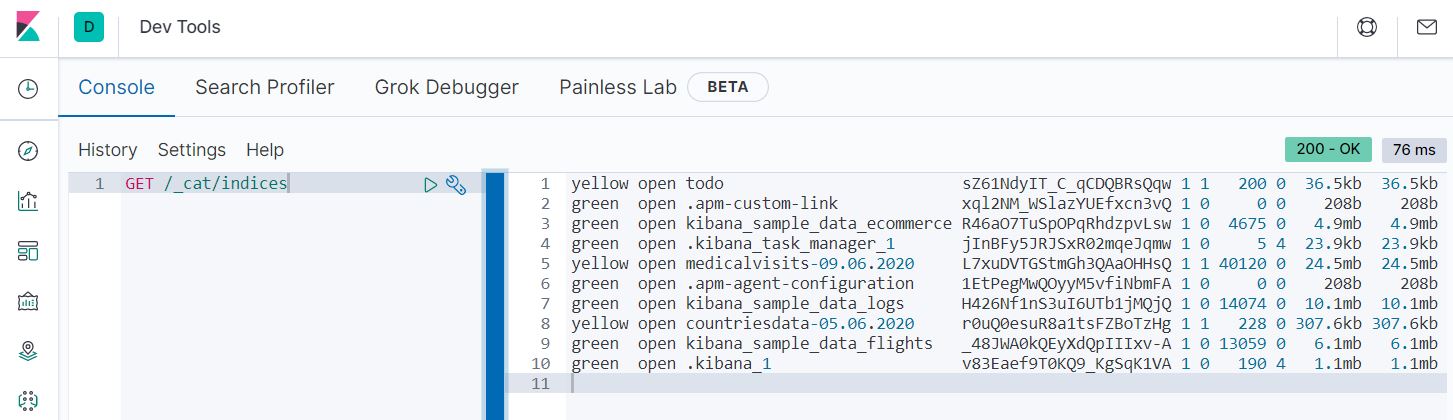 D Dev Tools
Console Search Profiler Grok Debugger Painless Lab BETA
History Settings Help 200 - OK 76 ms
1 GET /_cat/indices
1 yellow open todo sZ61NdyIT_C_qCDQBRsQqw 1 1 200 0 36.5kb 36.5kb
2 green open .apm-custom-link xql2NM_WSlazYUEfxcn3vQ 1 0 0 0 208b 208b
3 green open kibana_sample_data_ecommerce R46aO7TuSpOPqRhdzpvLsw 1 0 4675 0 4.9mb 4.9mb
4 green open .kibana_task_manager_1 jInBFy5JRJSxR02mqeJqmw 1 0 5 4 23.9kb 23.9kb
5 yellow open medicalvisits-09.06.2020 L7xuDVTGStmGh3QAaOHHsQ 1 1 40120 0 24.5mb 24.5mb
6 green open .apm-agent-configuration 1EtPegMwQOyyM5vfiNbmFA 1 0 0 0 208b 208b
7 green open kibana_sample_data_logs H426Nf1nS3uI6UTb1jMQjQ 1 0 14074 0 10.1mb 10.1mb
8 yellow open countriesdata-05.06.2020 r0uQ0esuR8a1tsFZBoTzHg 1 1 228 0 307.6kb 307.6kb
9 green open kibana_sample_data_flights _48JWA0kQEyXdQpIIIxv-A 1 0 13059 0 6.1mb 6.1mb
10 green open .kibana_1 v83Eaef9T0KQ9_KgSqK1VA 1 0 190 4 1.1mb 1.1mb
11